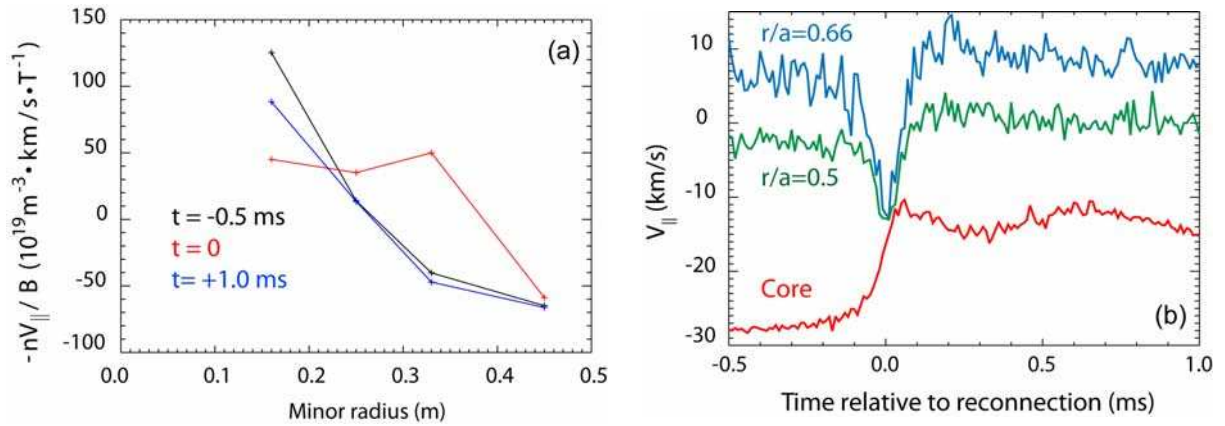 (a)
-nV∥/ B (10¹⁹m⁻³•km/s•T⁻¹)
150
100
50
0
-50
-100
t = -0.5 ms
t = 0
t= +1.0 ms
0.0 0.1 0.2 0.3 0.4 0.5
Minor radius (m)
r/a=0.66
(b)
V∥ (km/s)
10
0
-10
-20
-30
r/a=0.5
Core
-0.5 0.0 0.5 1.0
Time relative to reconnection (ms)